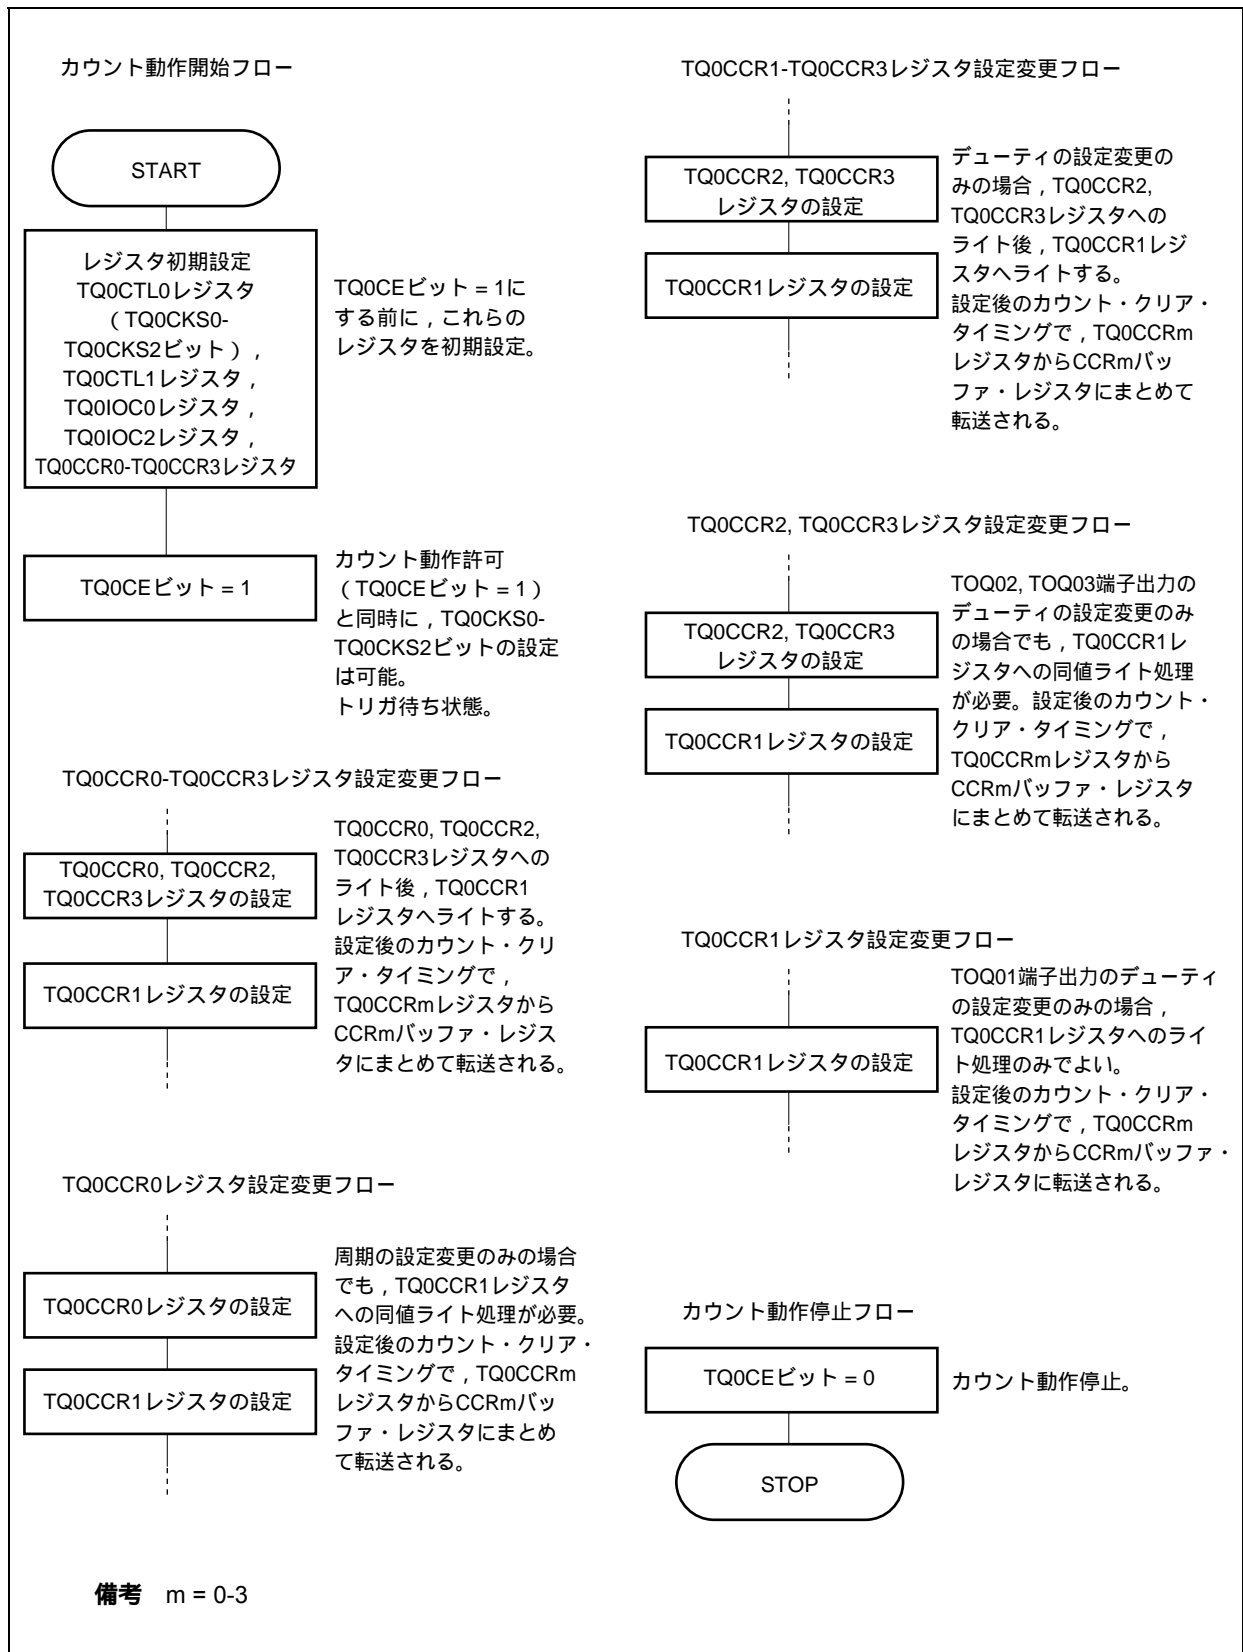 カウント動作開始フロー
START
レジスタ初期設定
TQ0CTL0レジスタ
（TQ0CKS0-
TQ0CKS2ビット），
TQ0CTL1レジスタ，
TQ0IOC0レジスタ，
TQ0IOC2レジスタ，
TQ0CCR0-TQ0CCR3レジスタ
TQ0CEビット = 1に
する前に，これらの
レジスタを初期設定。
TQ0CEビット = 1
カウント動作許可
（TQ0CEビット = 1）
と同時に，TQ0CKS0-
TQ0CKS2ビットの設定
は可能。
トリガ待ち状態。
TQ0CCR0-TQ0CCR3レジスタ設定変更フロー
TQ0CCR0, TQ0CCR2,
TQ0CCR3レジスタの設定
TQ0CCR1レジスタの設定
TQ0CCR0, TQ0CCR2,
TQ0CCR3レジスタへの
ライト後，TQ0CCR1
レジスタへライトする。
設定後のカウント・クリ
ア・タイミングで，
TQ0CCRmレジスタから
CCRmバッファ・レジス
タにまとめて転送される。
TQ0CCR0レジスタ設定変更フロー
TQ0CCR0レジスタの設定
TQ0CCR1レジスタの設定
周期の設定変更のみの場合
でも，TQ0CCR1レジスタ
への同値ライト処理が必要。
設定後のカウント・クリア・
タイミングで，TQ0CCRm
レジスタからCCRmバッ
ファ・レジスタにまとめ
て転送される。
TQ0CCR1-TQ0CCR3レジスタ設定変更フロー
TQ0CCR2, TQ0CCR3
レジスタの設定
TQ0CCR1レジスタの設定
デューティの設定変更の
みの場合，TQ0CCR2,
TQ0CCR3レジスタへの
ライト後，TQ0CCR1レジ
スタへライトする。
設定後のカウント・クリア・
タイミングで，TQ0CCRm
レジスタからCCRmバッ
ファ・レジスタにまとめて
転送される。
TQ0CCR2, TQ0CCR3レジスタ設定変更フロー
TQ0CCR2, TQ0CCR3
レジスタの設定
TQ0CCR1レジスタの設定
TOQ02, TOQ03端子出力の
デューティの設定変更のみ
の場合でも，TQ0CCR1レ
ジスタへの同値ライト処理
が必要。設定後のカウント・
クリア・タイミングで，
TQ0CCRmレジスタから
CCRmバッファ・レジスタ
にまとめて転送される。
TQ0CCR1レジスタ設定変更フロー
TQ0CCR1レジスタの設定
TOQ01端子出力のデューティ
の設定変更のみの場合，
TQ0CCR1レジスタへのライ
ト処理のみでよい。
設定後のカウント・クリア・
タイミングで，TQ0CCRm
レジスタからCCRmバッファ・
レジスタに転送される。
カウント動作停止フロー
TQ0CEビット = 0
カウント動作停止。
STOP
備考　m = 0-3